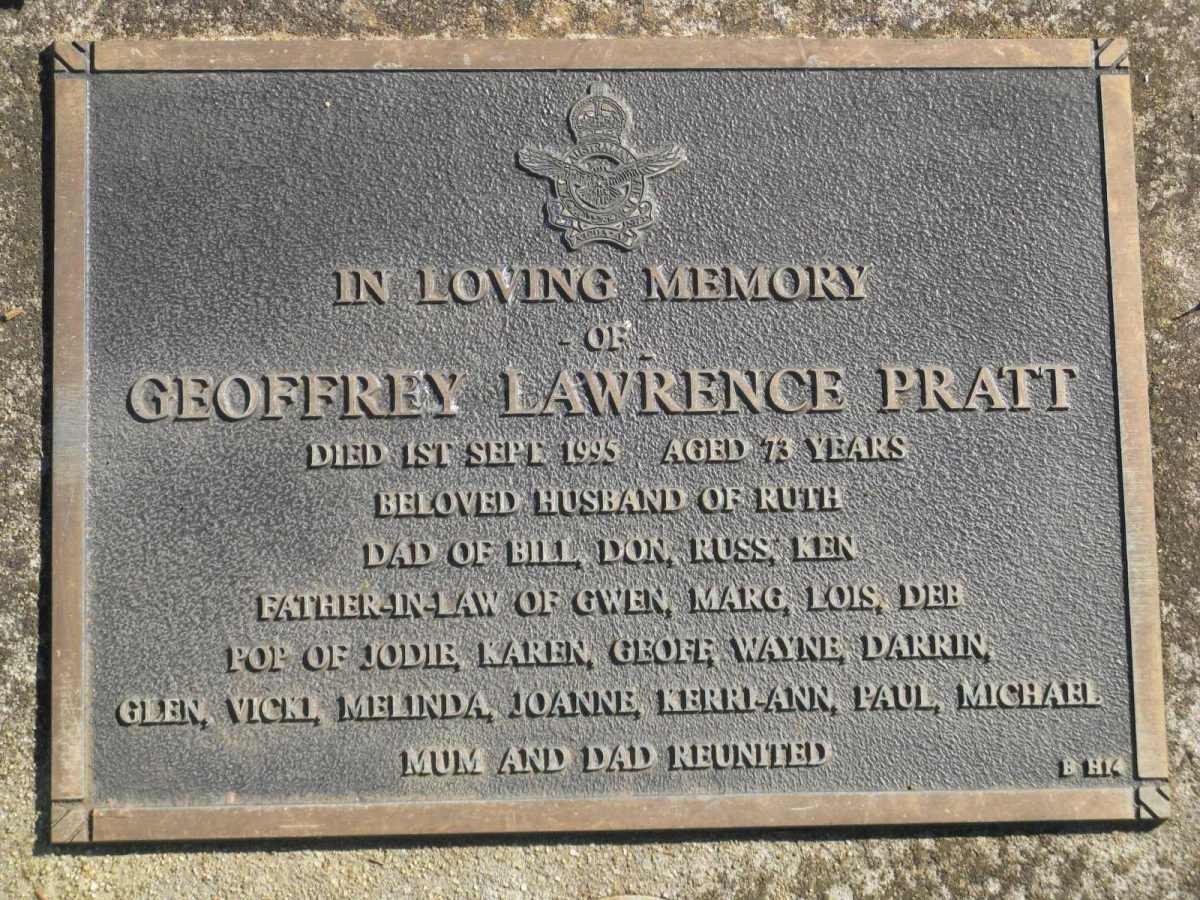 AUSTRALIAN
IN LOVING MEMORY
- OF -
GEOFFREY LAWRENCE PRATT
DIED 1ST SEPT. 1995 AGED 73 YEARS
BELOVED HUSBAND OF RUTH
DAD OF BILL, DON, RUSS, KEN
FATHER-IN-LAW OF GWEN, MARG, LOIS, DEB
POP OF JODIE, KAREN, GEOFF, WAYNE, DARRIN,
GLEN, VICKI, MELINDA, JOANNE, KERRI-ANN, PAUL, MICHAEL
MUM AND DAD REUNITED
B H14